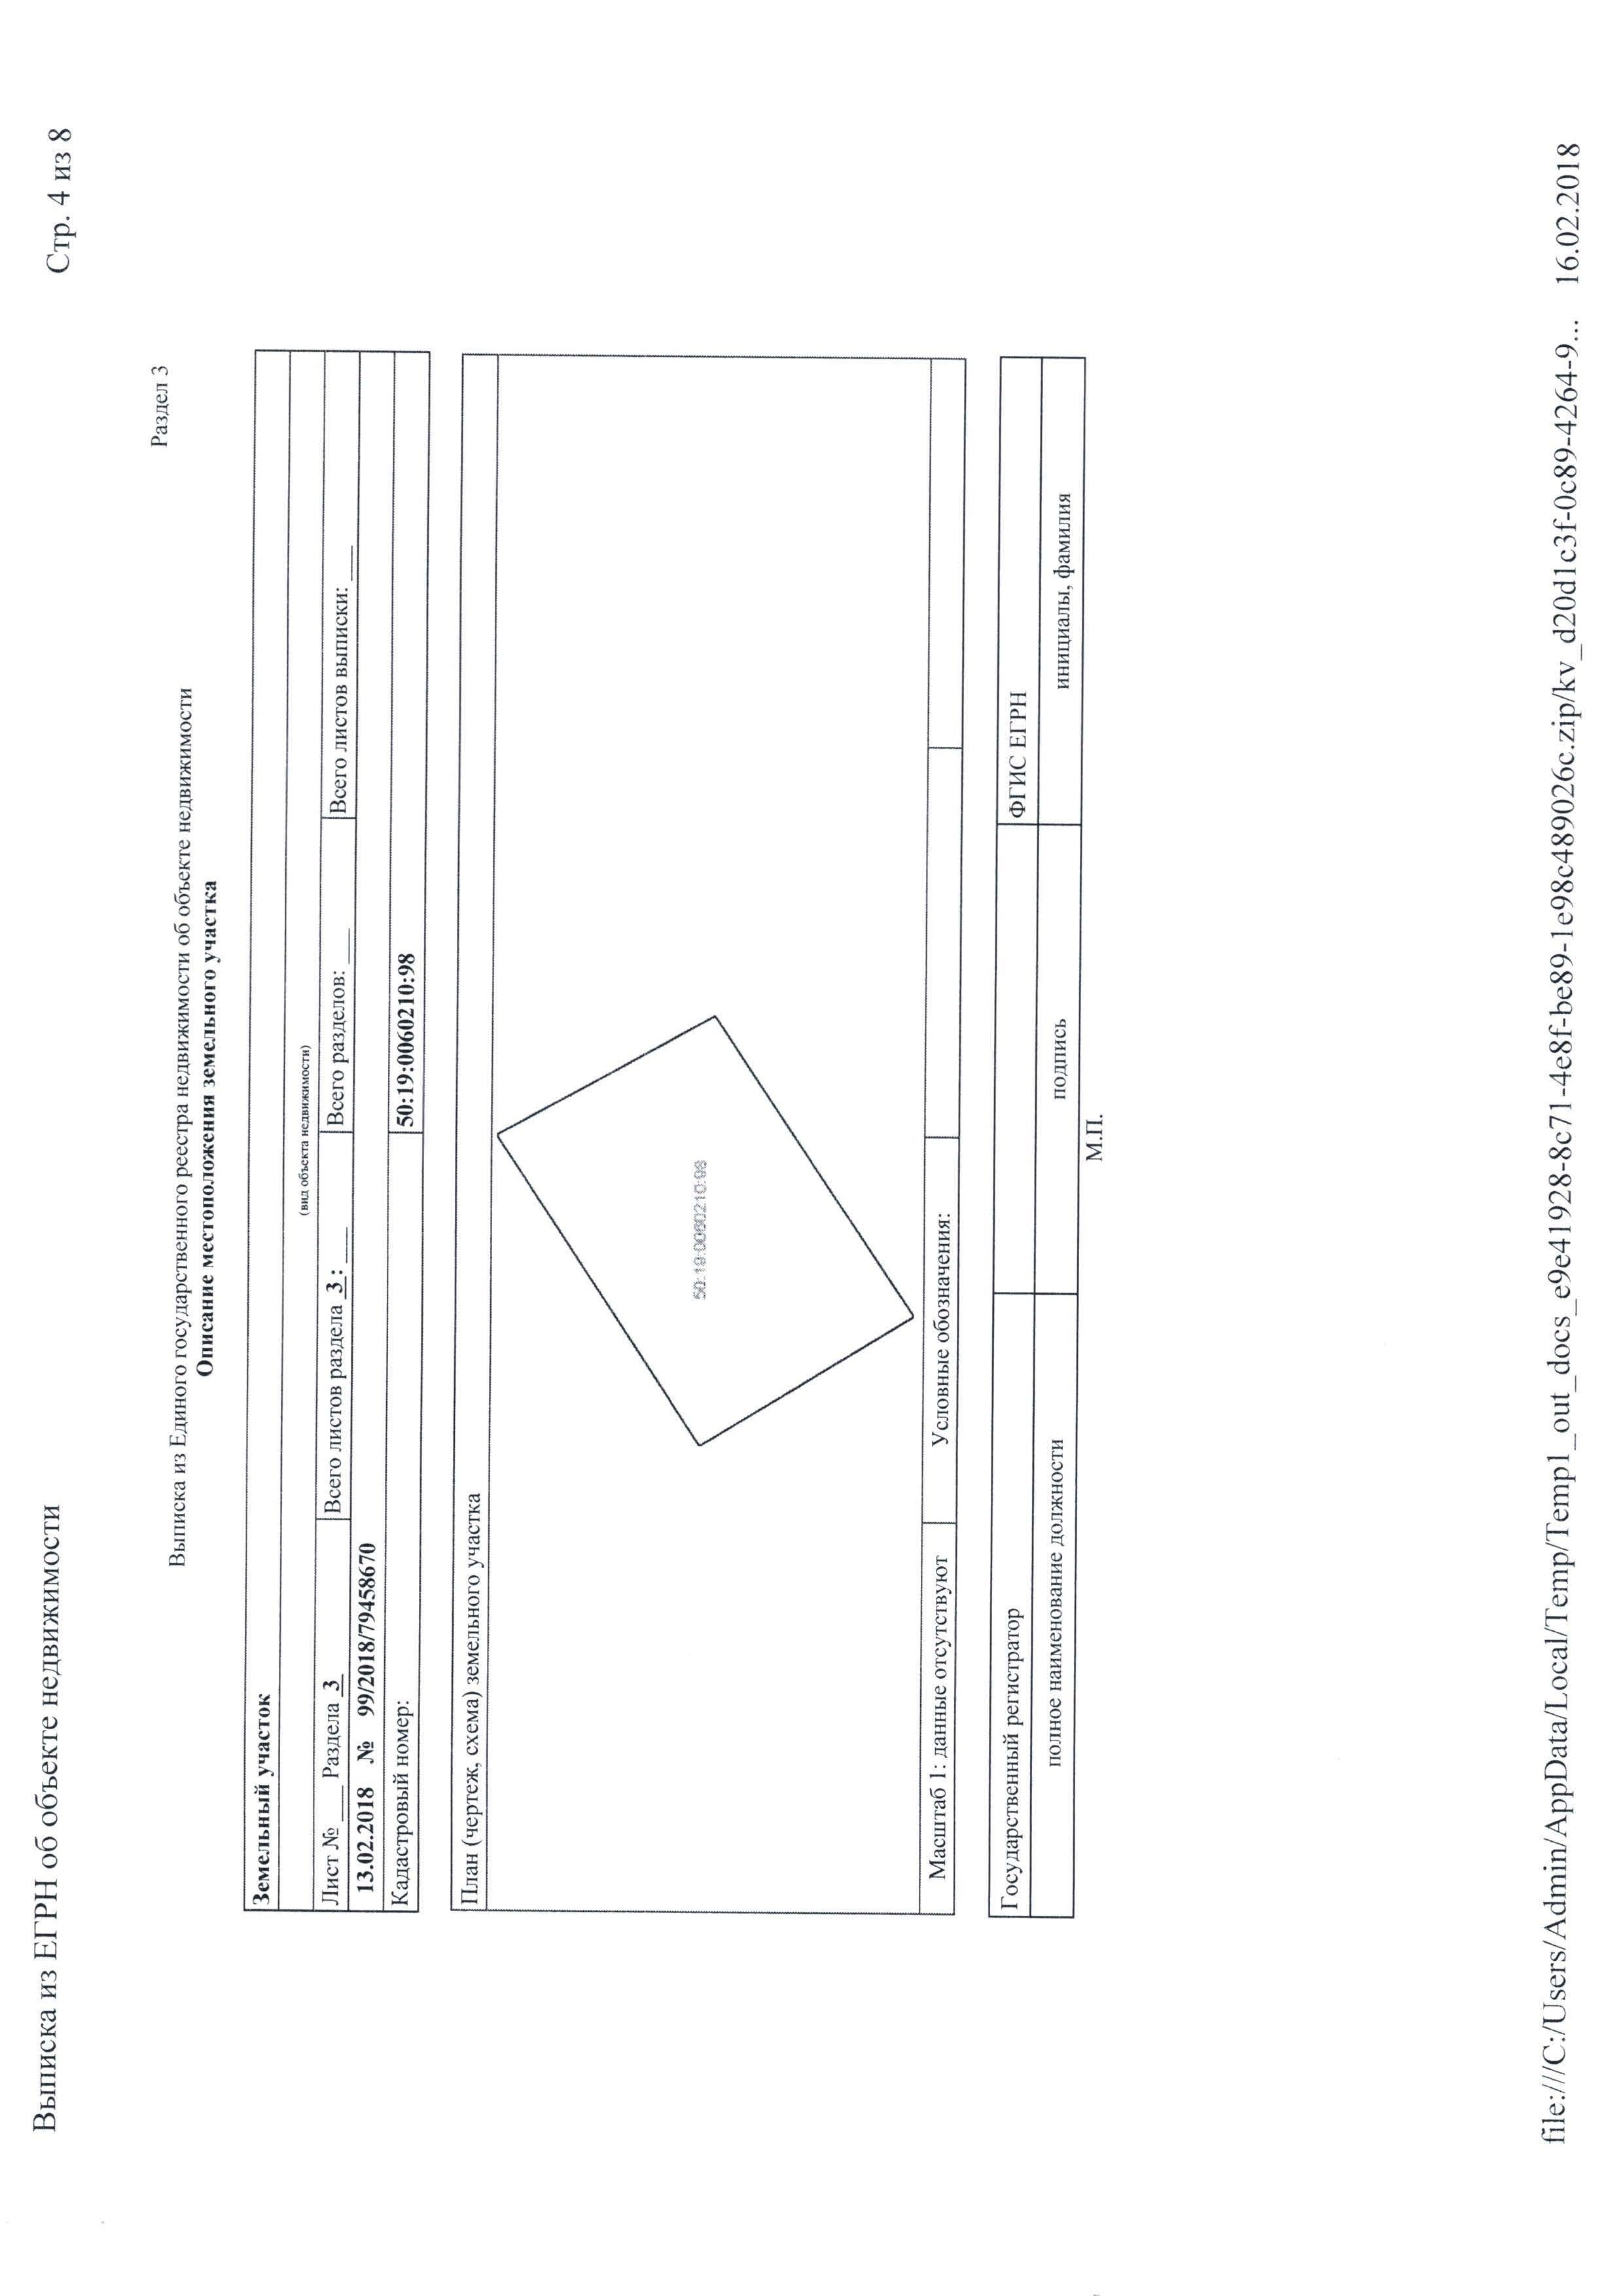 Выписка из ЕГРН об объекте недвижимости Стр. 4 из 8
Раздел 3
Выписка из Единого государственного реестра недвижимости об объекте недвижимости
Описание местоположения земельного участка
Земельный участок
(вид объекта недвижимости)
Лист № ___ Раздела 3 Всего листов раздела 3 : ___ Всего разделов: ___ Всего листов выписки: ___
13.02.2018 № 99/2018/79458670
Кадастровый номер: 50:19:0060210:98
План (чертеж, схема) земельного участка
50:19:0060210:98
Масштаб 1: данные отсутствуют Условные обозначения:
Государственный регистратор ФГИС ЕГРН
полное наименование должности подпись инициалы, фамилия
М.П.
file:///C:/Users/Admin/AppData/Local/Temp/Temp1_out_docs_e9e41928-8c71-4e8f-be89-1e98c489026c.zip/kv_d20d1c3f-0c89-4264-9... 16.02.2018